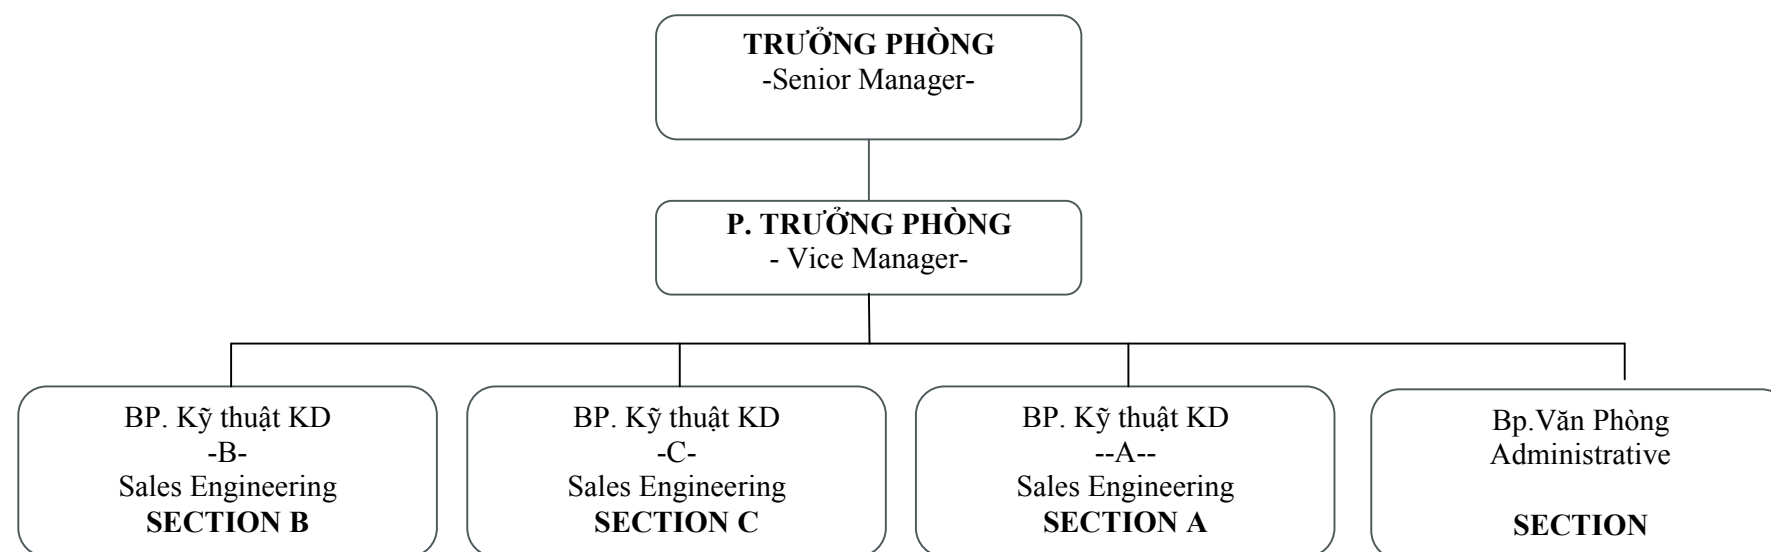 TRƯỞNG PHÒNG
-Senior Manager-
P. TRƯỞNG PHÒNG
- Vice Manager-
BP. Kỹ thuật KD
-B-
Sales Engineering
SECTION B
BP. Kỹ thuật KD
-C-
Sales Engineering
SECTION C
BP. Kỹ thuật KD
--A--
Sales Engineering
SECTION A
Bp.Văn Phòng
Administrative
SECTION